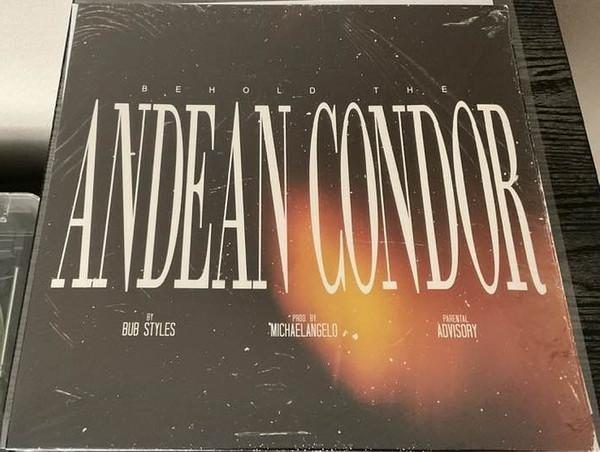 BEHOLD THE
ANDEAN CONDOR
BY
BUB STYLES
PROD. BY
MICHAELANGELO
PARENTAL
ADVISORY